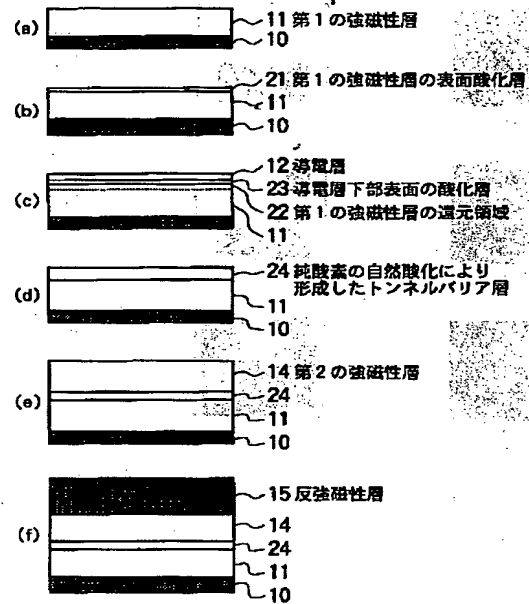 (a)
11 第1の強磁性層
10
(b)
21 第1の強磁性層の表面酸化層
11
10
(c)
12 導電層
23 導電層下部表面の酸化層
22 第1の強磁性層の還元領域
11
(d)
24 純酸素の自然酸化により
形成したトンネルバリア層
11
10
(e)
14 第2の強磁性層
24
11
10
(f)
15 反強磁性層
14
24
11
10